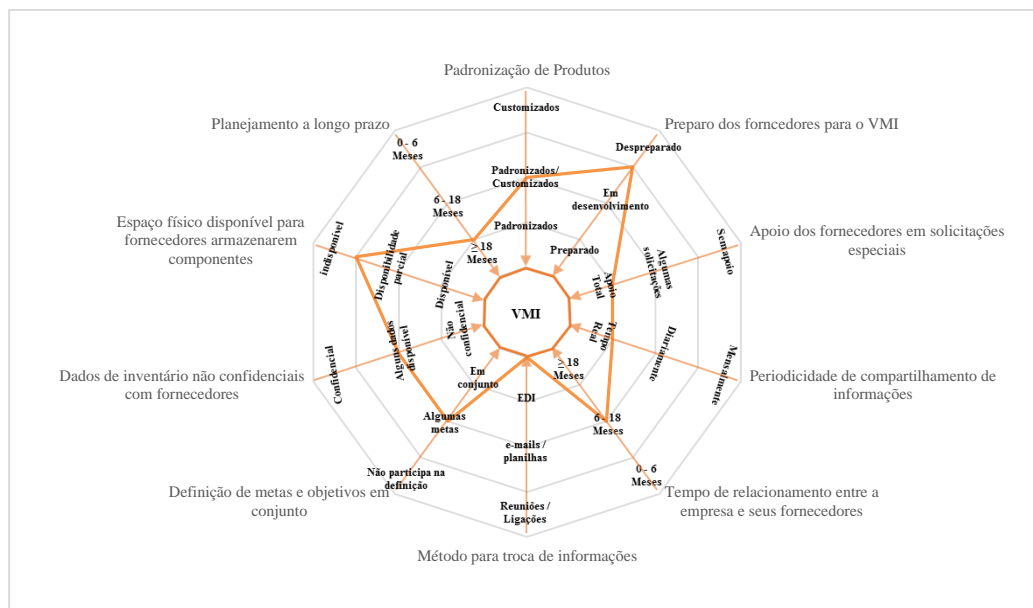 Padronização de Produtos
Customizados
Padronizados/
Customizados
Padronizados
Preparo dos forncedores para o VMI
Despreparado
Em
desenvolvimento
Preparado
Apoio dos fornecedores em solicitações
especiais
Sem apoio
Algumas
solicitações
Apoio
Total
Periodicidade de compartilhamento de
informações
Mensalmente
Diariamente
Tempo
Real
Tempo de relacionamento entre a
empresa e seus fornecedores
0 - 6
Meses
6 - 18
Meses
≥ 18
Meses
Método para troca de informações
Reuniões /
Ligações
e-mails /
planilhas
EDI
Definição de metas e objetivos em
conjunto
Não participa na
definição
Algumas
metas
Em
conjunto
Dados de inventário não confidenciais
com fornecedores
Confidencial
Alguns dados
disponível
Não
confidencial
Espaço físico disponível para
fornecedores armazenarem
componentes
indisponível
Disponibilidade
parcial
Disponível
Planejamento a longo prazo
0 - 6
Meses
6 - 18
Meses
≥ 18
Meses
VMI